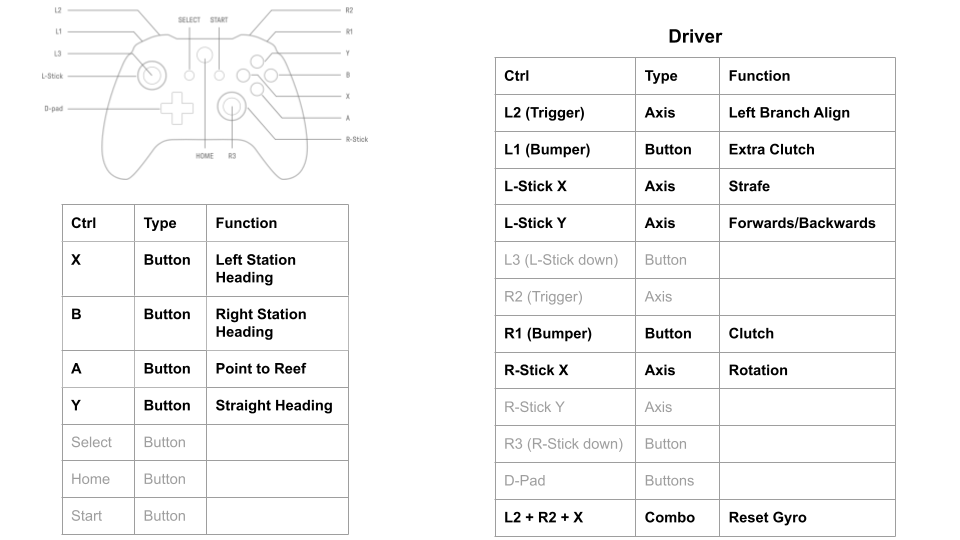 L2
R2
SELECT START
L1
R1
L3
Y
L-Stick
B
X
D-pad
A
R-Stick
HOME R3
Ctrl Type Function
X Button Left Station
Heading
B Button Right Station
Heading
A Button Point to Reef
Y Button Straight Heading
Select Button
Home Button
Start Button
Driver
Ctrl Type Function
L2 (Trigger) Axis Left Branch Align
L1 (Bumper) Button Extra Clutch
L-Stick X Axis Strafe
L-Stick Y Axis Forwards/Backwards
L3 (L-Stick down) Button
R2 (Trigger) Axis
R1 (Bumper) Button Clutch
R-Stick X Axis Rotation
R-Stick Y Axis
R3 (R-Stick down) Button
D-Pad Buttons
L2 + R2 + X Combo Reset Gyro